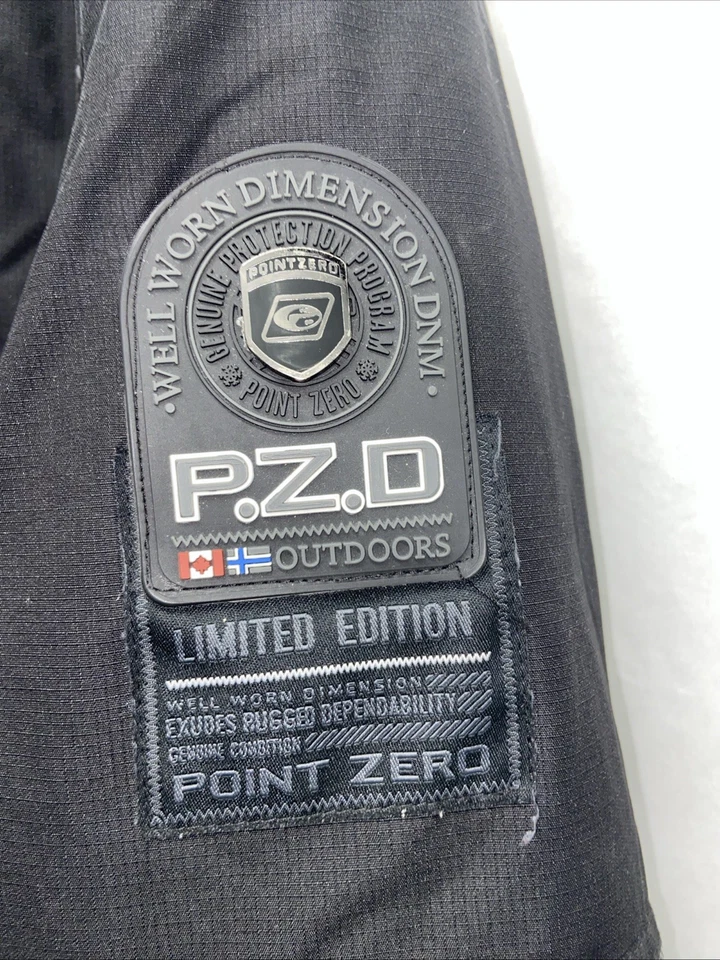 ·WELL WORN DIMENSION DNM·
GENUINE PROTECTION PROGRAM
POINTZERO
POINT ZERO
P.Z.D
OUTDOORS
LIMITED EDITION
WELL WORN DIMENSION
EXUDES RUGGED DEPENDABILITY
GENUINE CONDITION
POINT ZERO